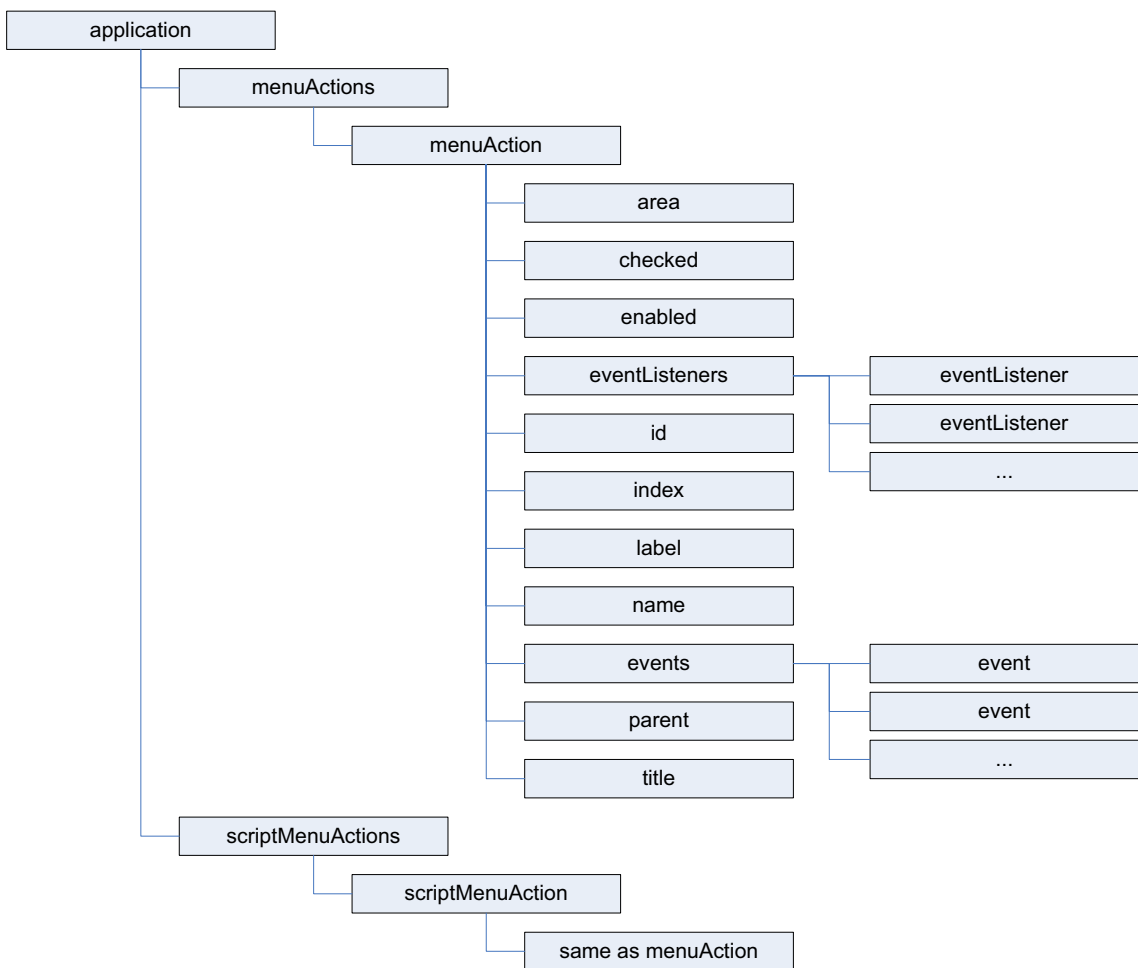 application
menuActions
menuAction
area
checked
enabled
eventListeners
eventListener
eventListener
...
id
index
label
name
events
event
event
...
parent
title
scriptMenuActions
scriptMenuAction
same as menuAction